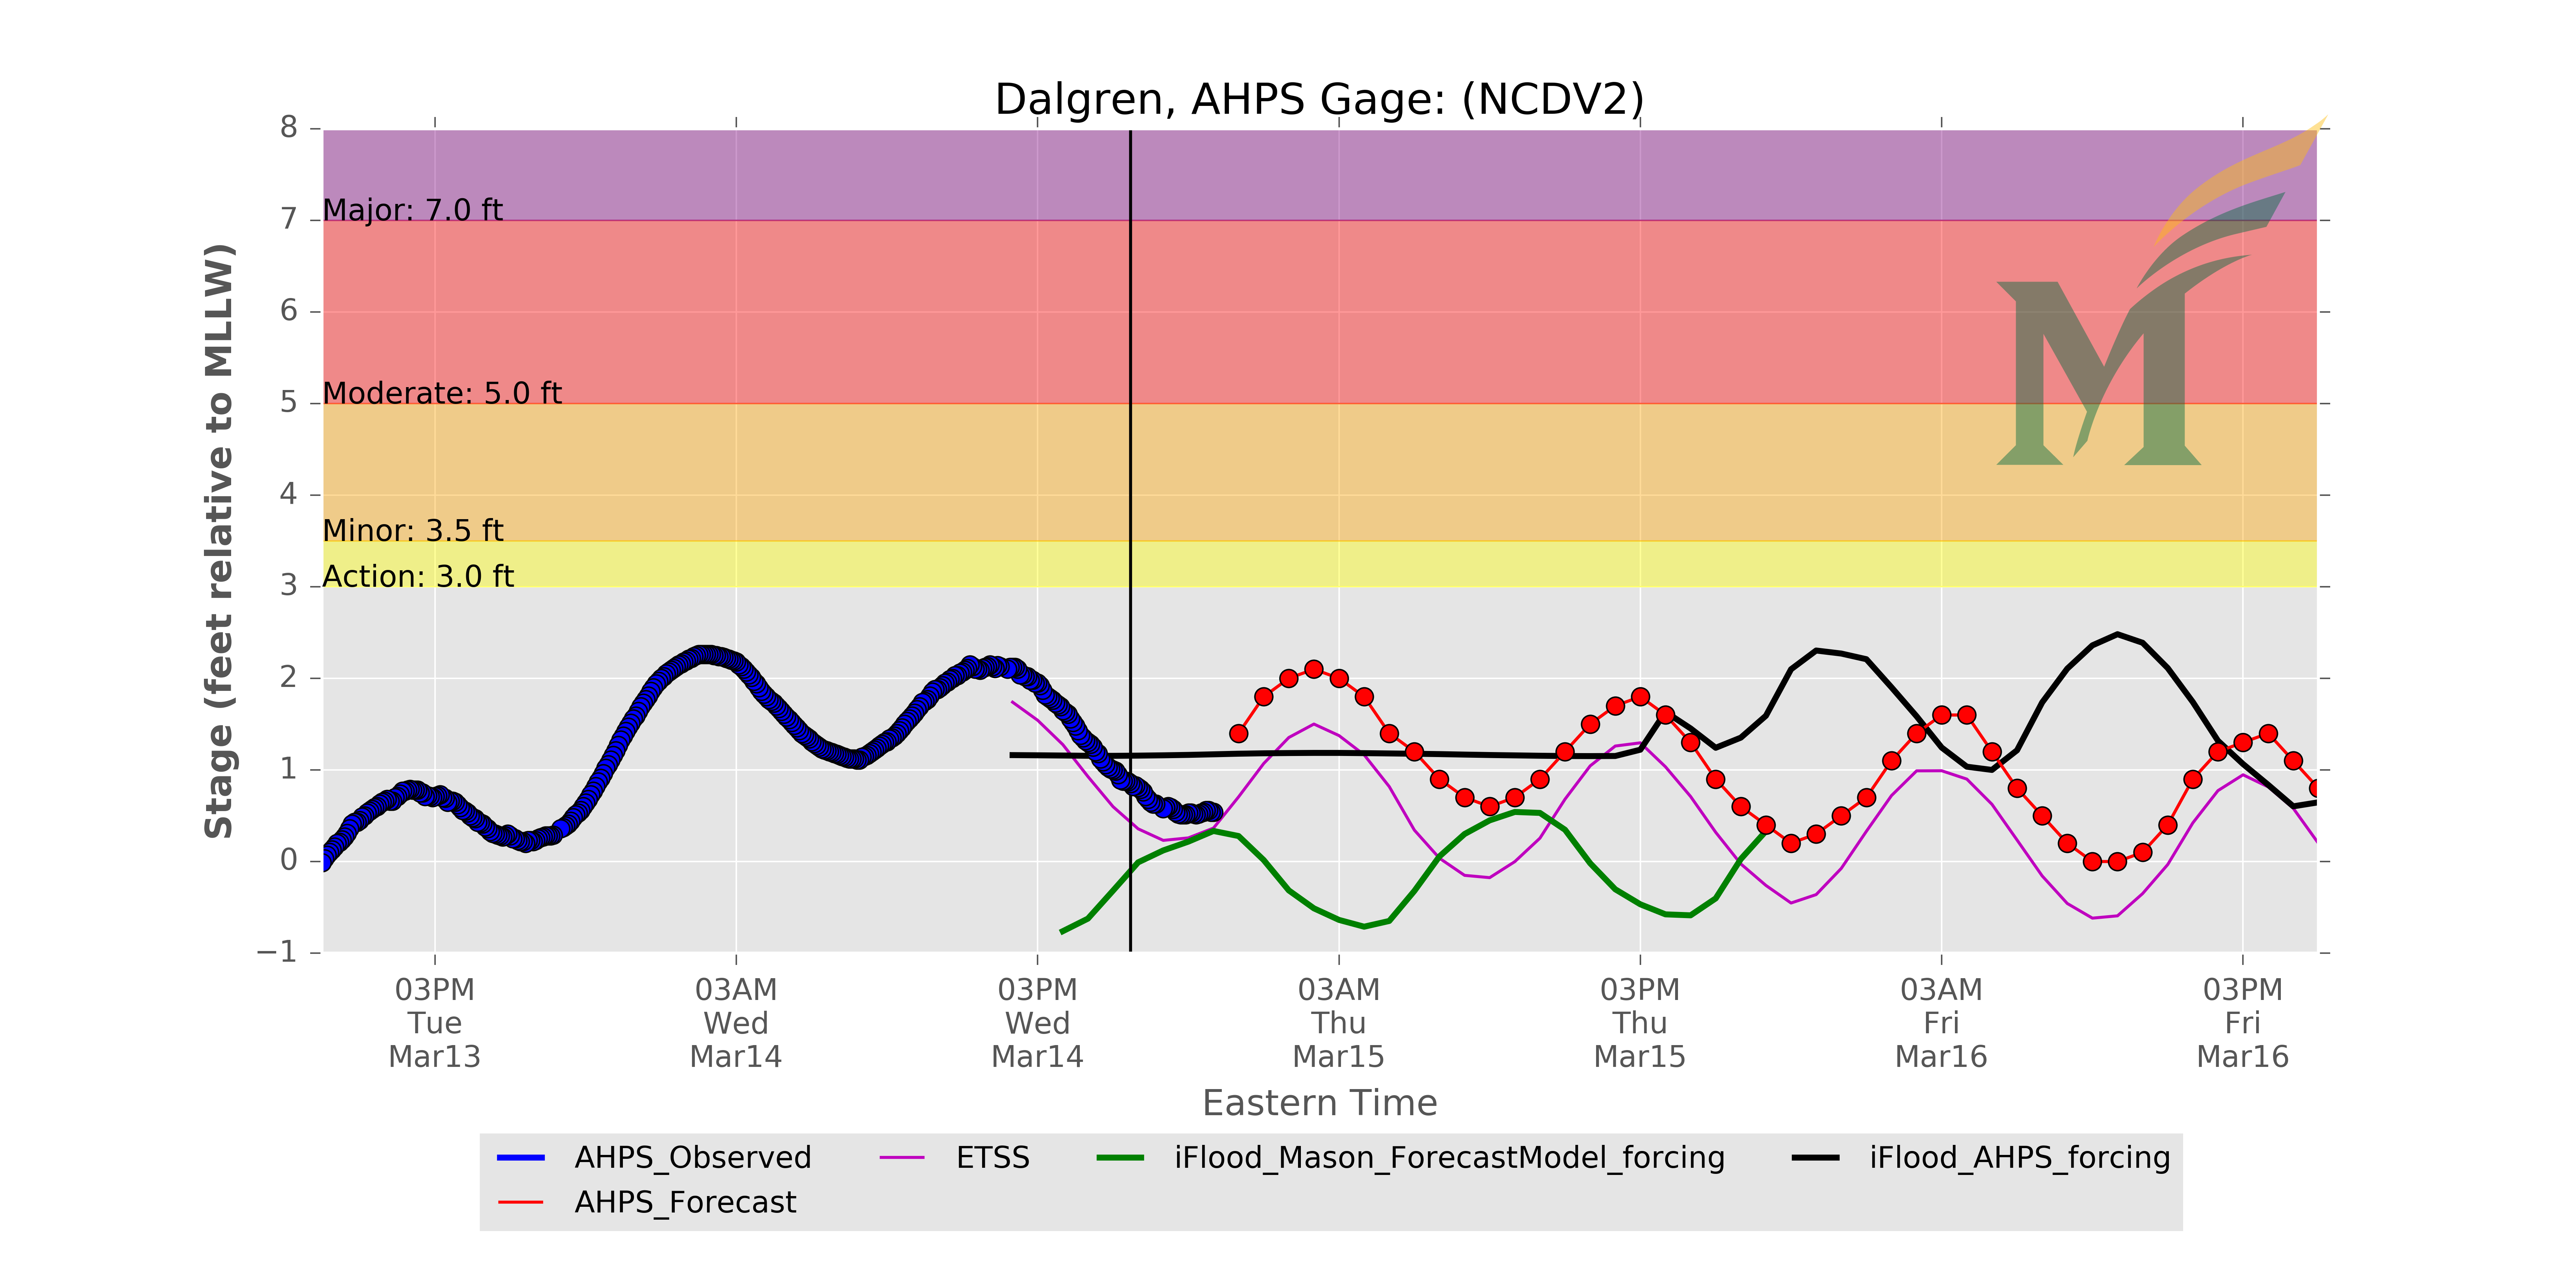 Dalgren, AHPS Gage: (NCDV2)
8
7
6
5
4
3
2
1
0
−1
Stage (feet relative to MLLW)
Major: 7.0 ft
Moderate: 5.0 ft
Minor: 3.5 ft
Action: 3.0 ft
M
03PM
Tue
Mar13
03AM
Wed
Mar14
03PM
Wed
Mar14
03AM
Thu
Mar15
03PM
Thu
Mar15
03AM
Fri
Mar16
03PM
Fri
Mar16
Eastern Time
AHPS_Observed
AHPS_Forecast
ETSS
iFlood_Mason_ForecastModel_forcing
iFlood_AHPS_forcing